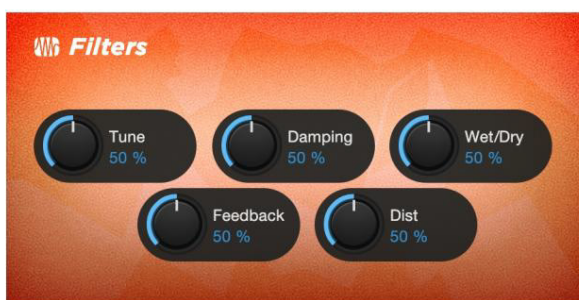 Filters
Tune
50 %
Damping
50 %
Wet/Dry
50 %
Feedback
50 %
Dist
50 %